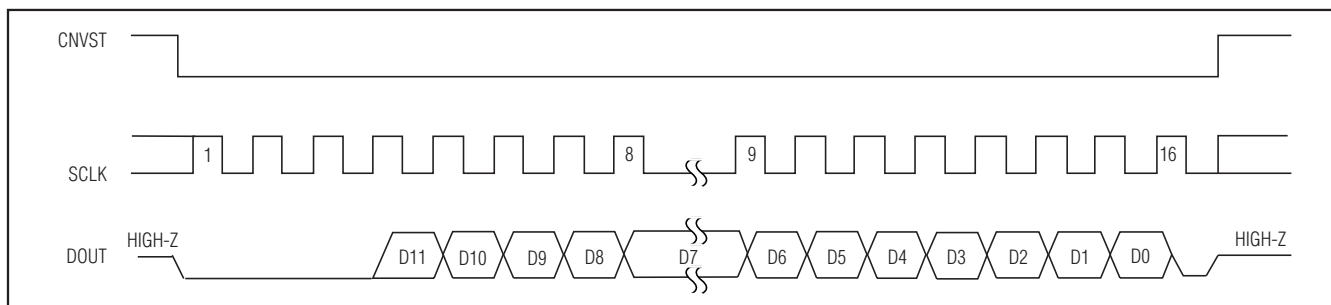 CNVST
1 8 9 16
SCLK
HIGH-Z HIGH-Z
DOUT D11 D10 D9 D8 D7 D6 D5 D4 D3 D2 D1 D0